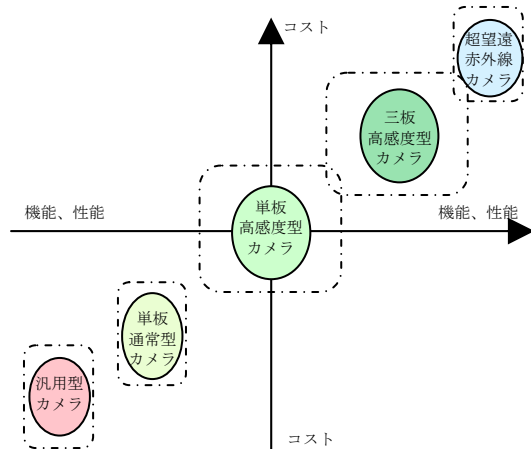 コスト
超望遠
赤外線
カメラ
三板
高感度型
カメラ
単板
高感度型
カメラ
機能、性能
機能、性能
単板
通常型
カメラ
汎用型
カメラ
コスト